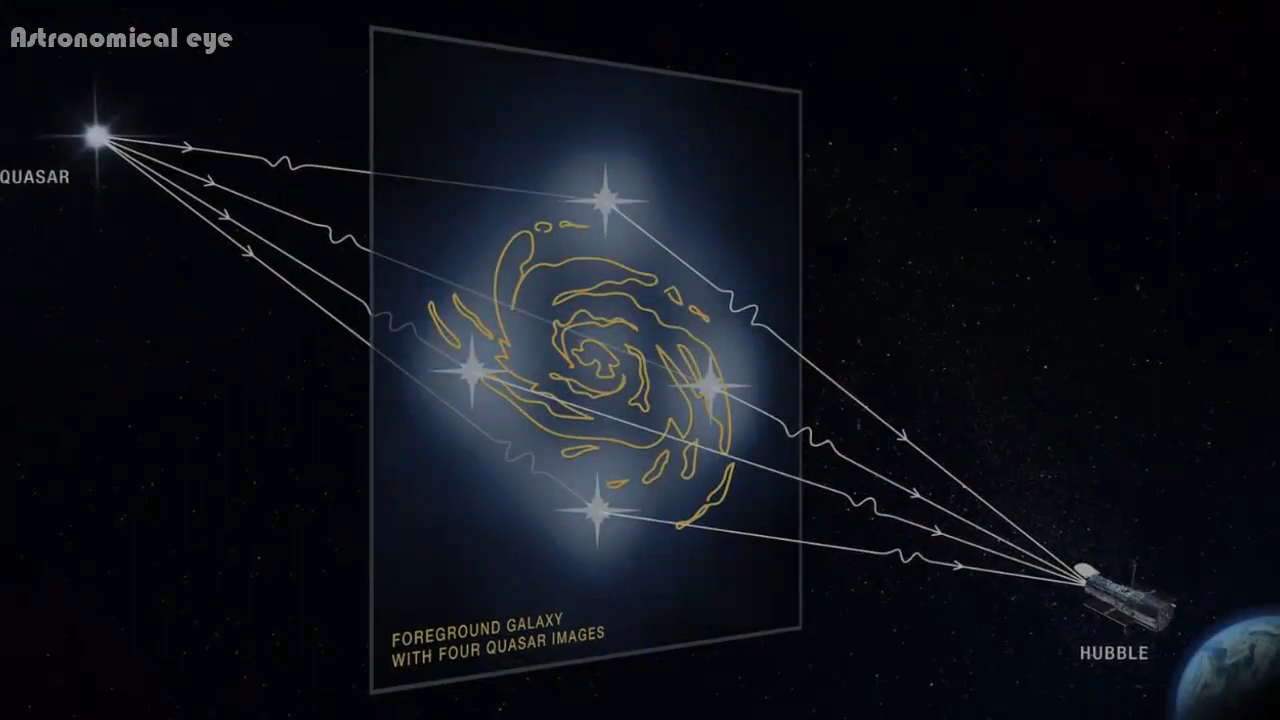 Astronomical eye
QUASAR
FOREGROUND GALAXY
WITH FOUR QUASAR IMAGES
HUBBLE